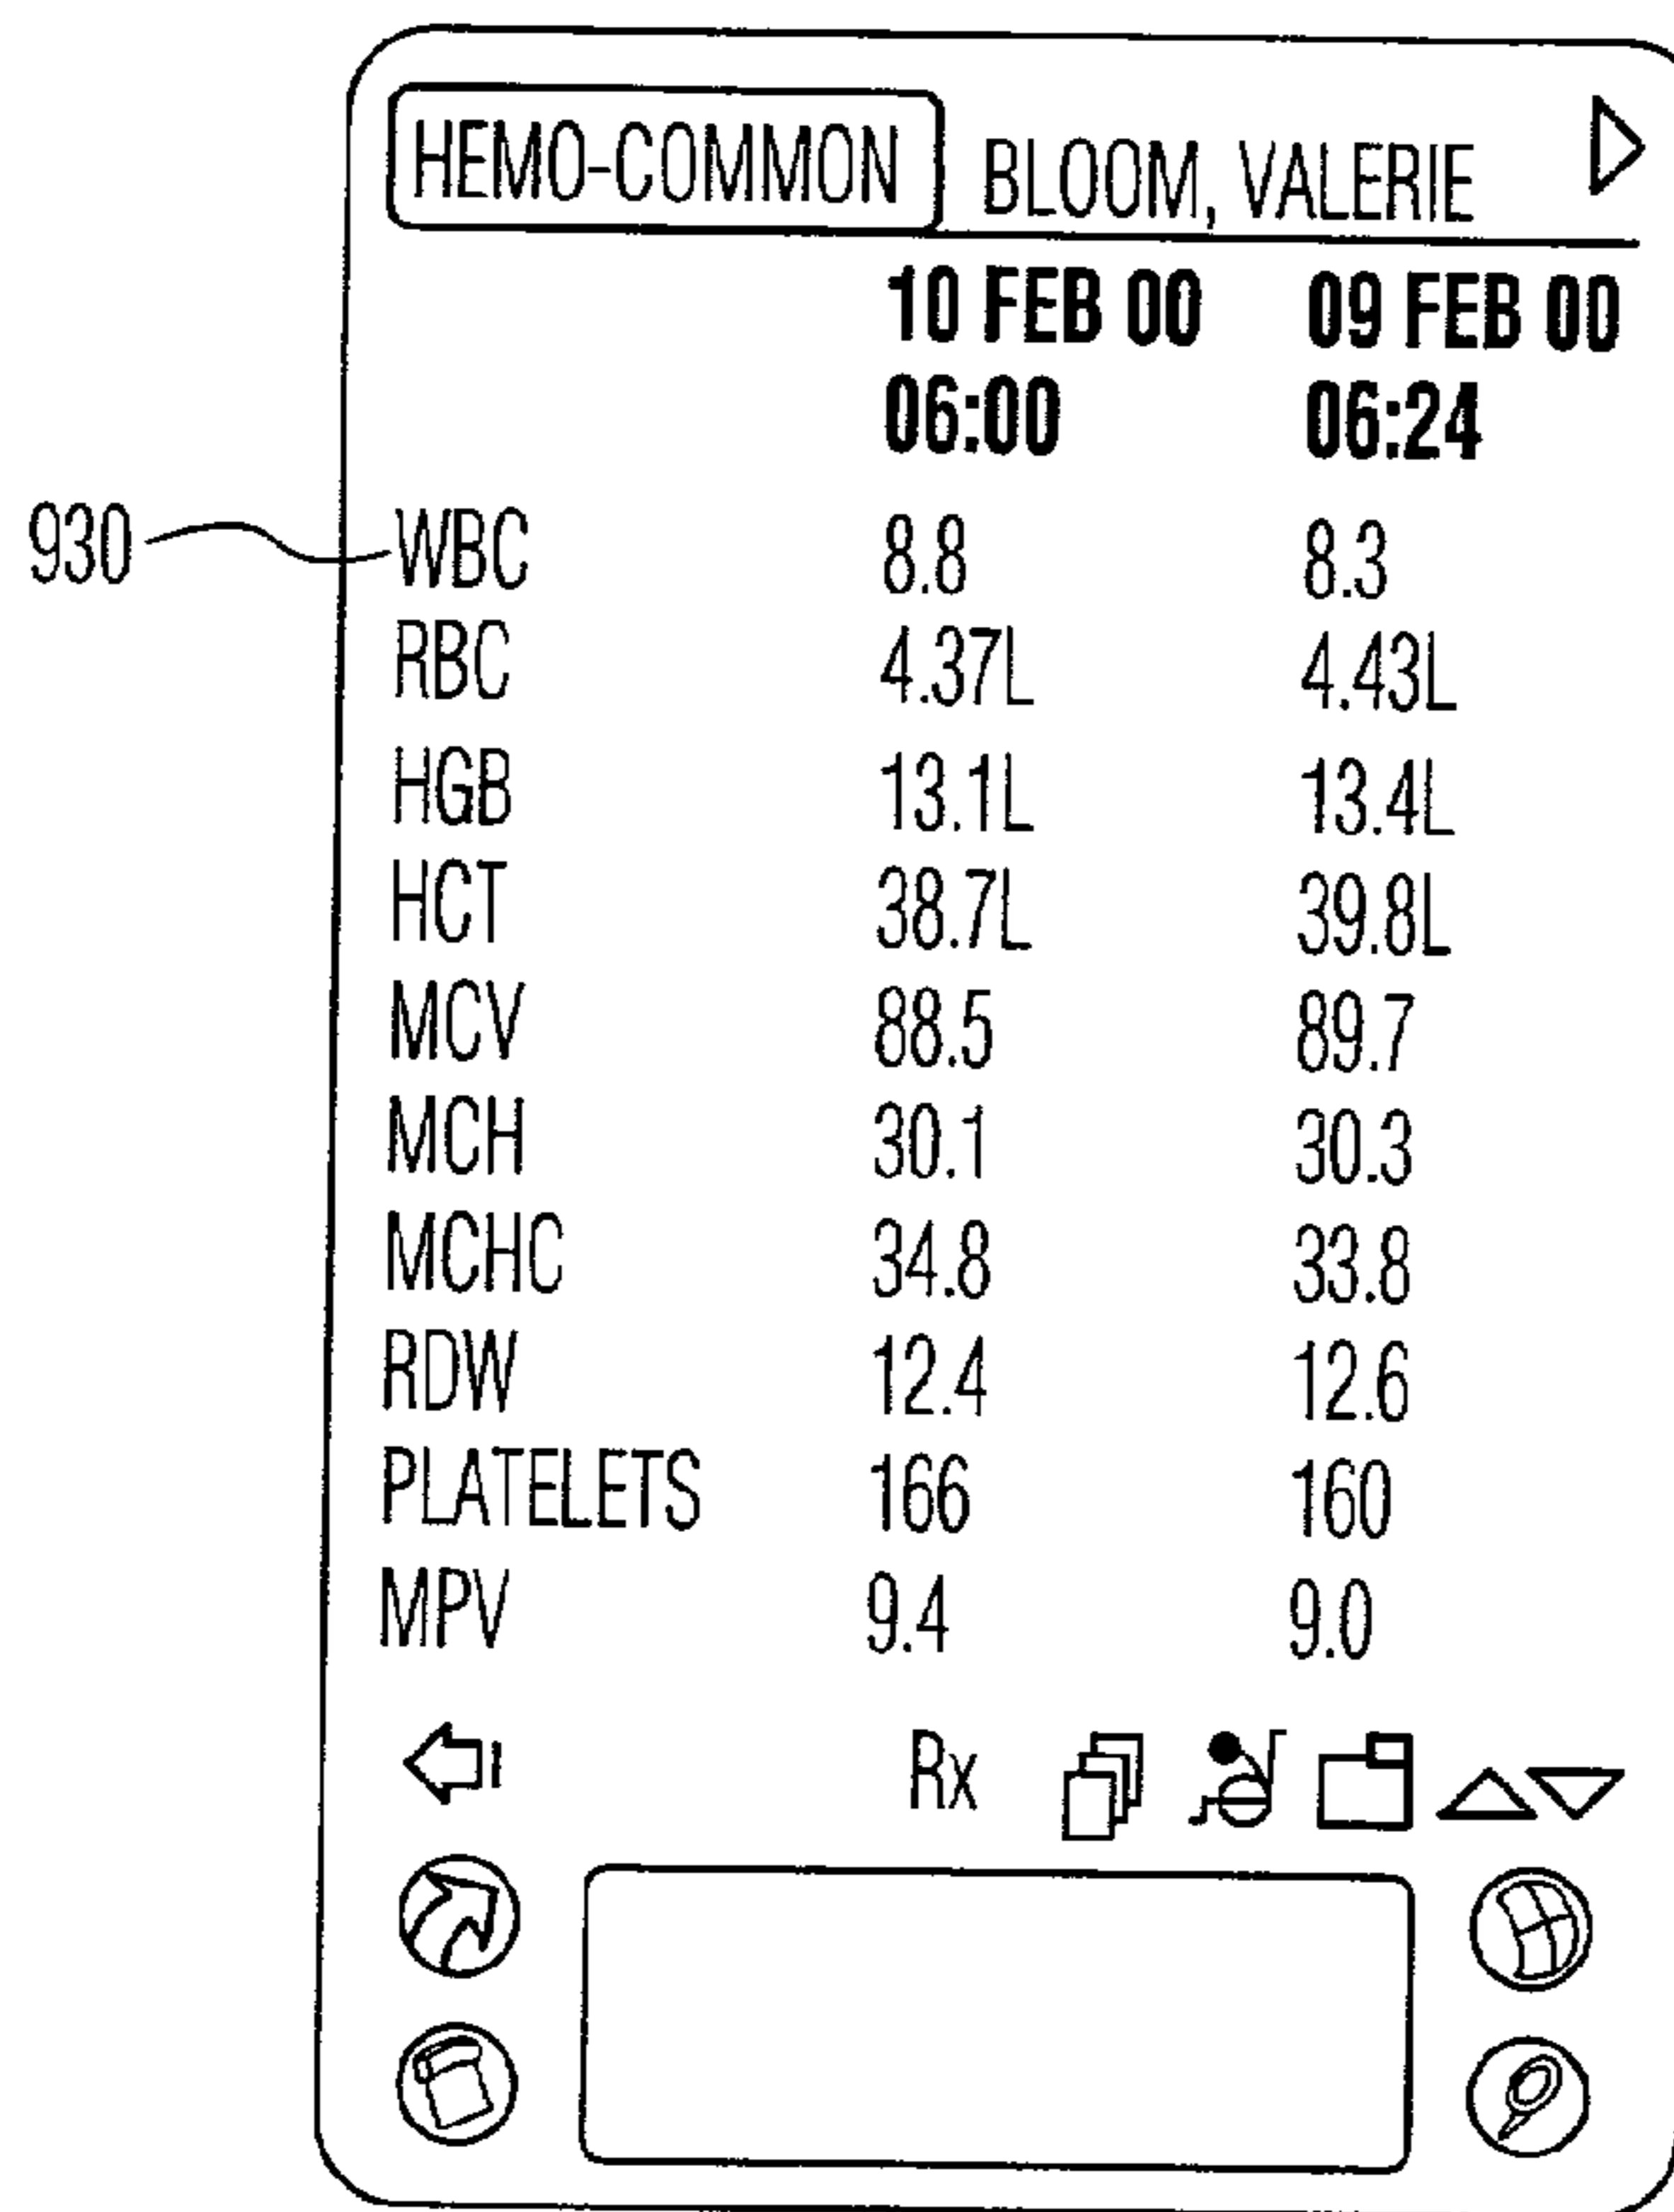 HEMO-COMMON BLOOM, VALERIE
10 FEB 00 09 FEB 00
06:00 06:24
930 WBC 8.8 8.3
RBC 4.37L 4.43L
HGB 13.1L 13.4L
HCT 38.7L 39.8L
MCV 88.5 89.7
MCH 30.1 30.3
MCHC 34.8 33.8
RDW 12.4 12.6
PLATELETS 166 160
MPV 9.4 9.0
Rx